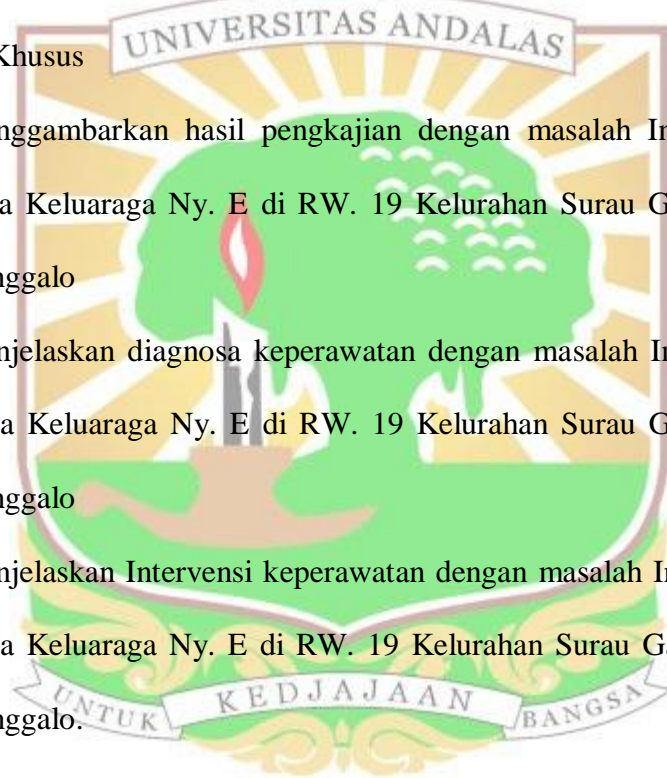 UNIVERSITAS ANDALAS
Khusus
nggambarkan hasil pengkajian dengan masalah In
a Keluaraga Ny. E di RW. 19 Kelurahan Surau G
nggalo
njelaskan diagnosa keperawatan dengan masalah In
a Keluaraga Ny. E di RW. 19 Kelurahan Surau G
nggalo
njelaskan Intervensi keperawatan dengan masalah In
a Keluaraga Ny. E di RW. 19 Kelurahan Surau G
nggalo.
UNTUK KEDJAJAAN BANGSA